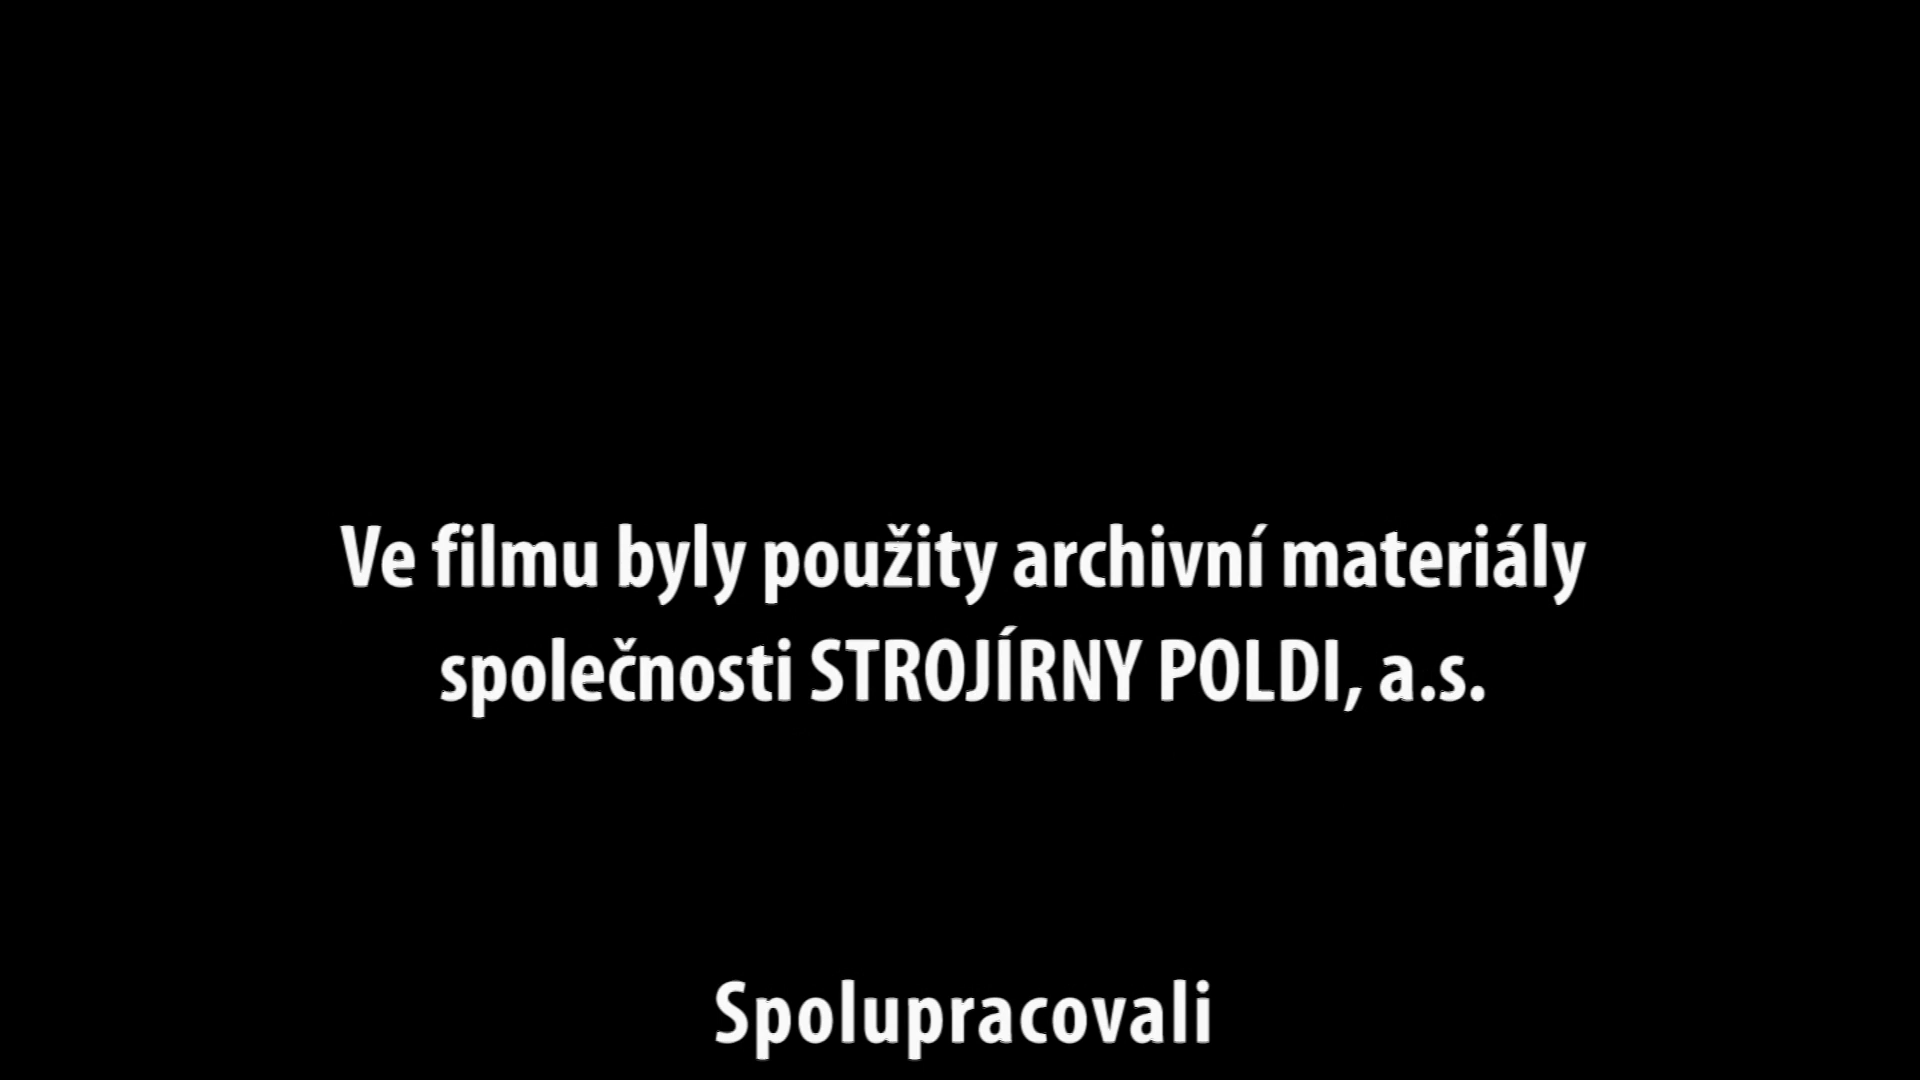 Ve filmu byly použity archivní materiály
společnosti STROJÍRNY POLDI, a.s.
Spolupracovali